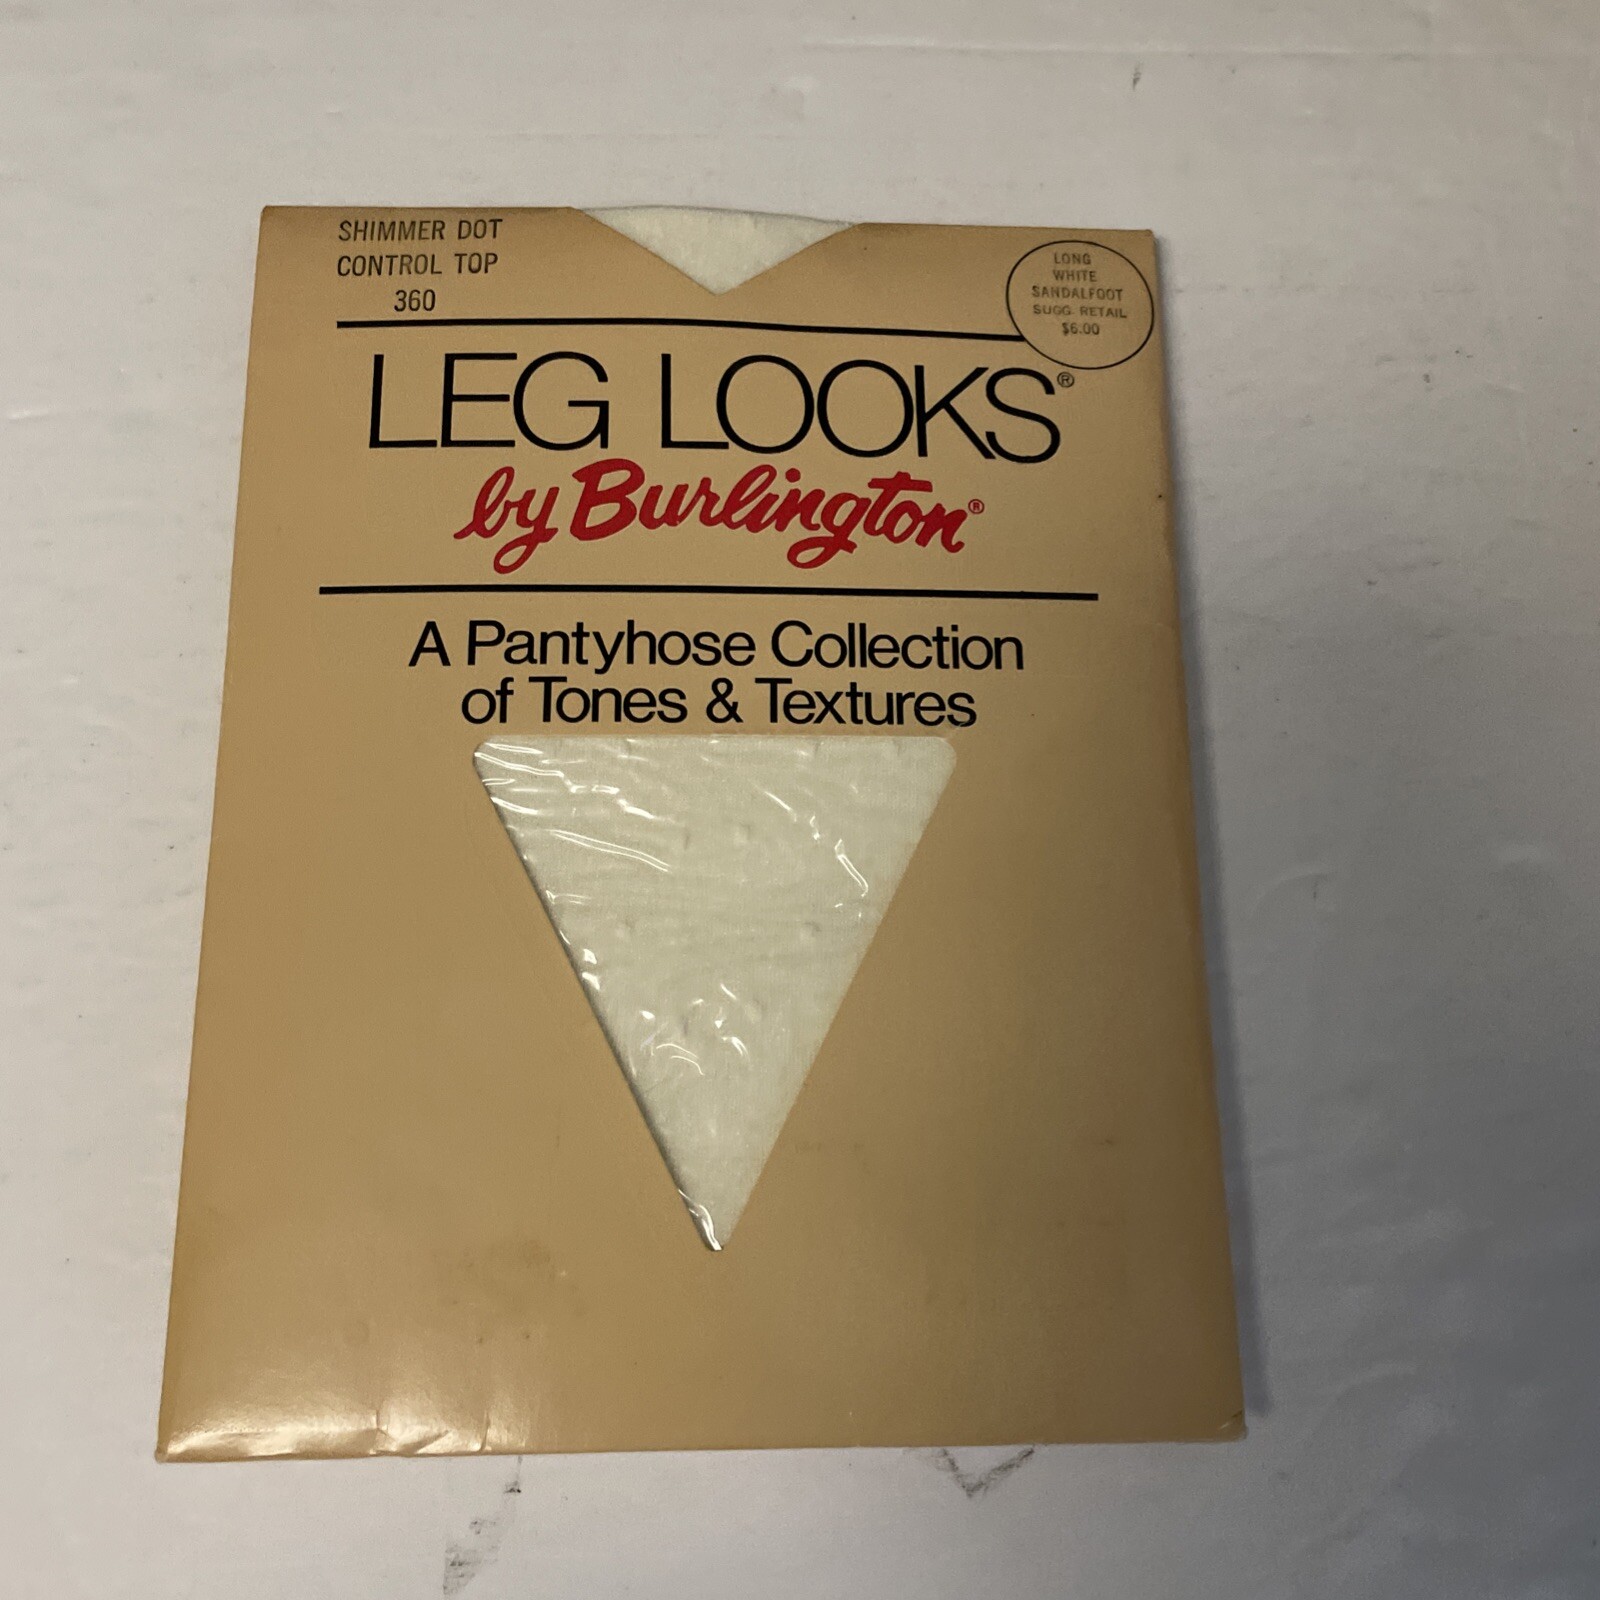 SHIMMER DOT
CONTROL TOP
360
LONG
WHITE
SANDALFOOT
SUGG. RETAIL
$6.00
LEG LOOKS®
by Burlington®
A Pantyhose Collection
of Tones & Textures